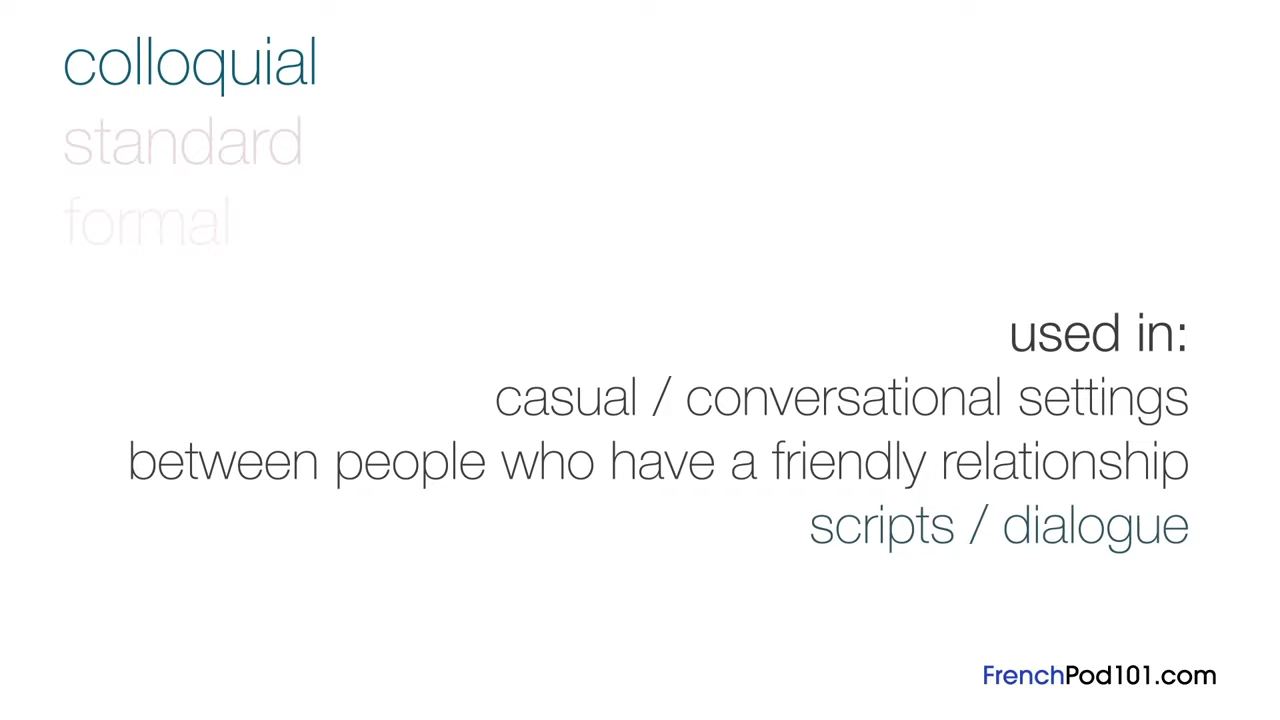 colloquial
standard
formal
used in:
casual / conversational settings
between people who have a friendly relationship
scripts / dialogue
FrenchPod101.com